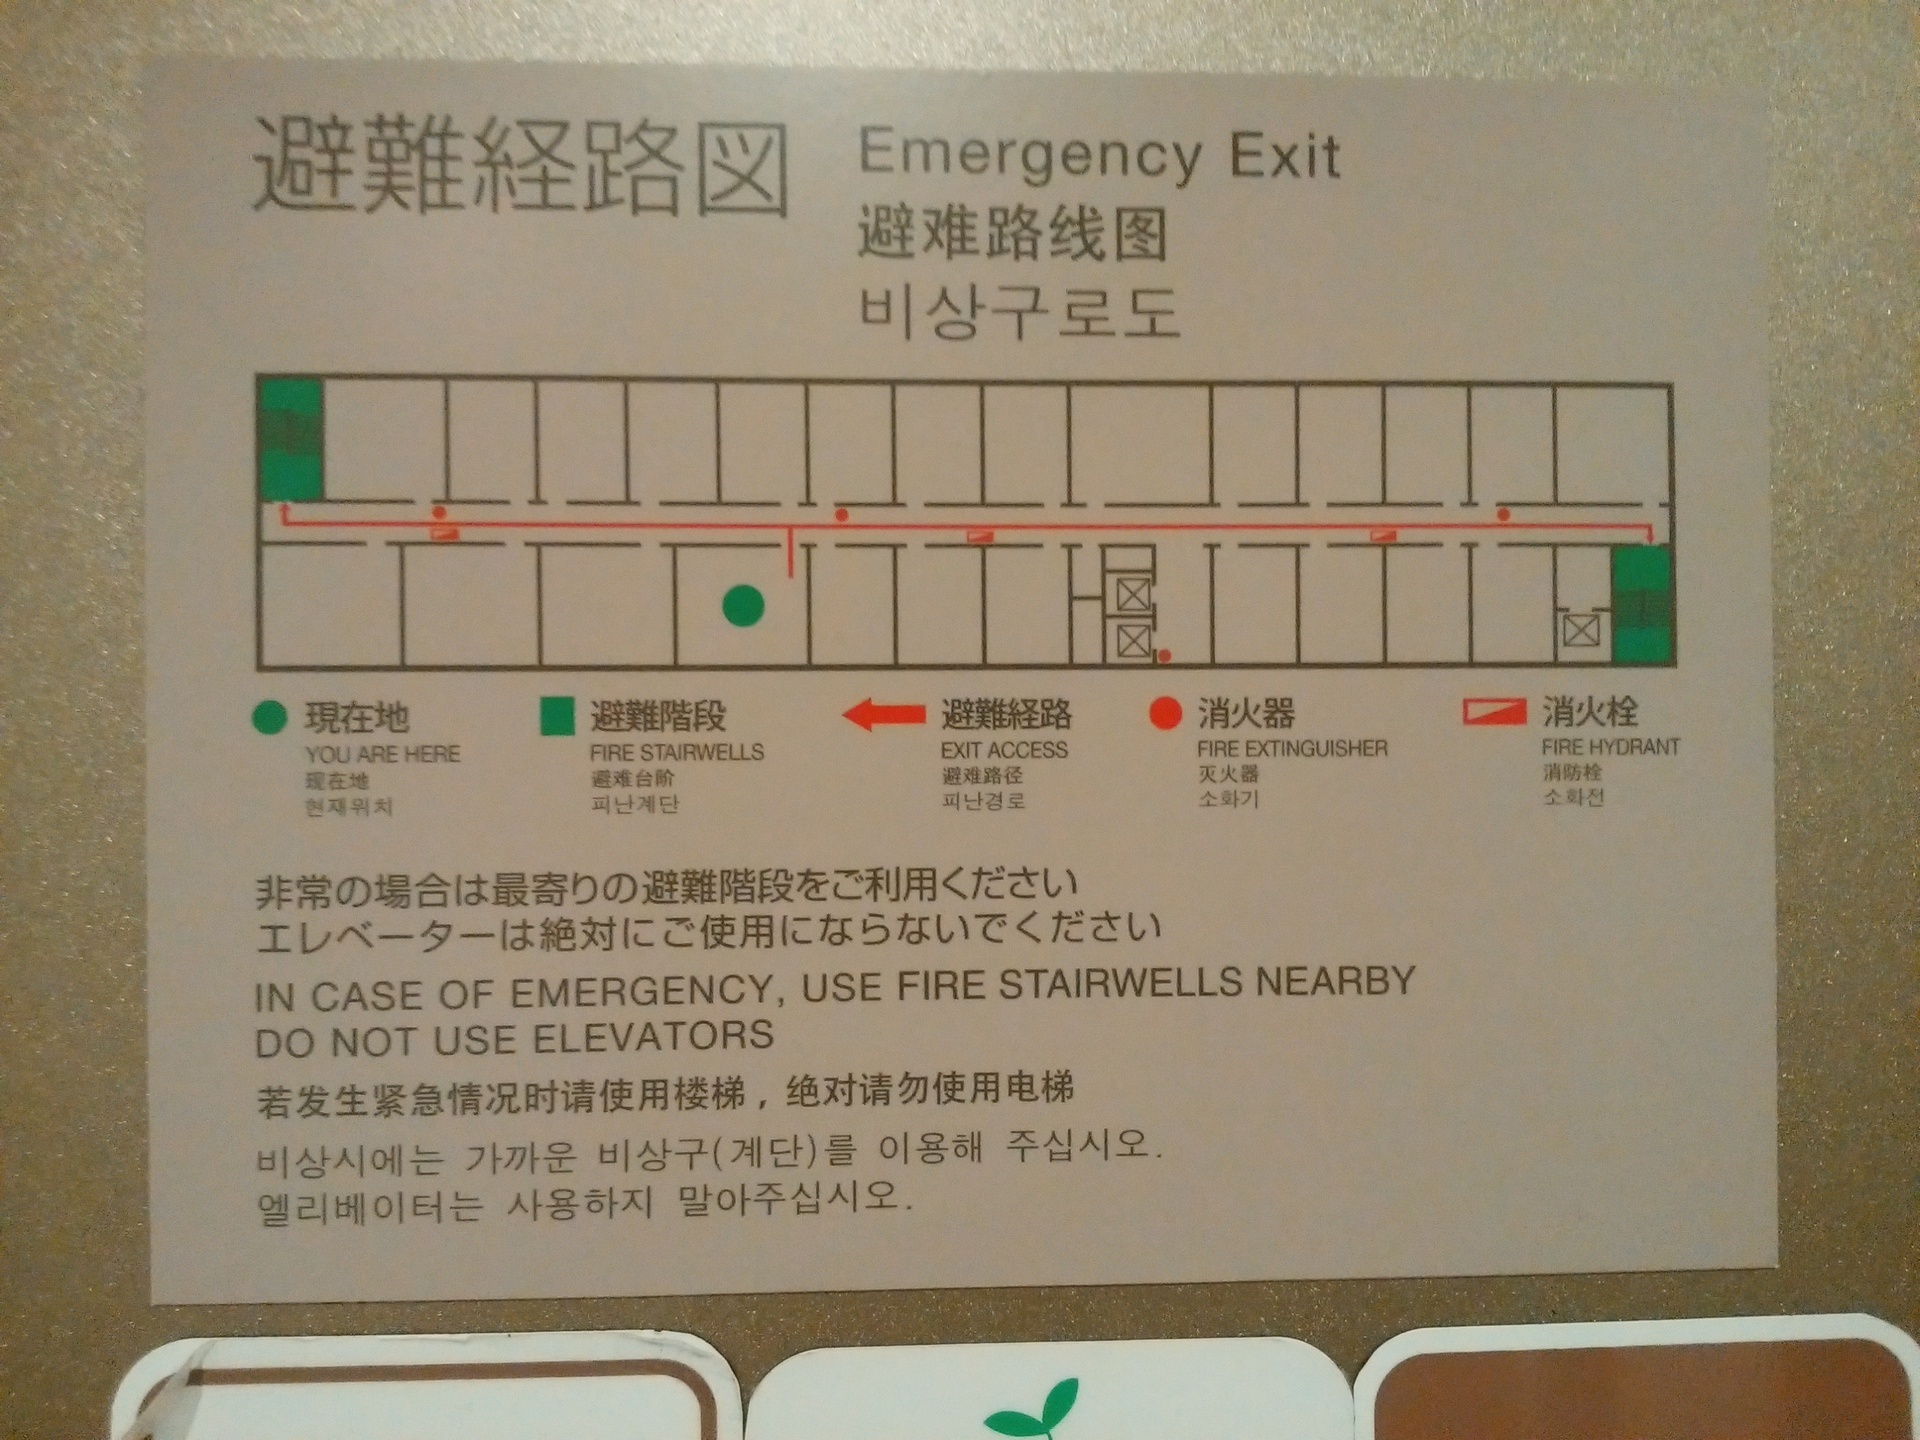 避難経路図
Emergency Exit
避难路线图
비상구로도
現在地
YOU ARE HERE
现在地
현재위치
避難階段
FIRE STAIRWELLS
避难台阶
피난계단
避難経路
EXIT ACCESS
避难路径
피난경로
消火器
FIRE EXTINGUISHER
灭火器
소화기
消火栓
FIRE HYDRANT
消防栓
소화전
非常の場合は最寄りの避難階段をご利用ください
エレベーターは絶対にご使用にならないでください
IN CASE OF EMERGENCY, USE FIRE STAIRWELLS NEARBY
DO NOT USE ELEVATORS
若发生紧急情况时请使用楼梯，绝对请勿使用电梯
비상시에는 가까운 비상구(계단)를 이용해 주십시오.
엘리베이터는 사용하지 말아주십시오.